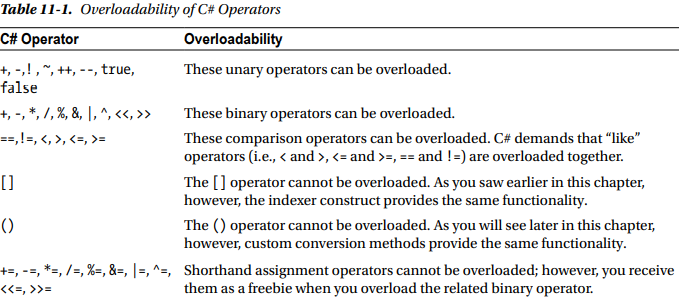 Table 11-1. Overloadability of C# Operators
C# Operator Overloadability
+, -,! , ~, ++, --, true, These unary operators can be overloaded.
false
+, -, *, /, %, &, |, ^, <<, >> These binary operators can be overloaded.
==,!=, <, >, <=, >= These comparison operators can be overloaded. C# demands that “like”
operators (i.e., < and >, <= and >=, == and !=) are overloaded together.
[] The [] operator cannot be overloaded. As you saw earlier in this chapter,
however, the indexer construct provides the same functionality.
() The () operator cannot be overloaded. As you will see later in this chapter,
however, custom conversion methods provide the same functionality.
+=, -=, *=, /=, %=, &=, |=, ^=, Shorthand assignment operators cannot be overloaded; however, you receive
<<=, >>= them as a freebie when you overload the related binary operator.